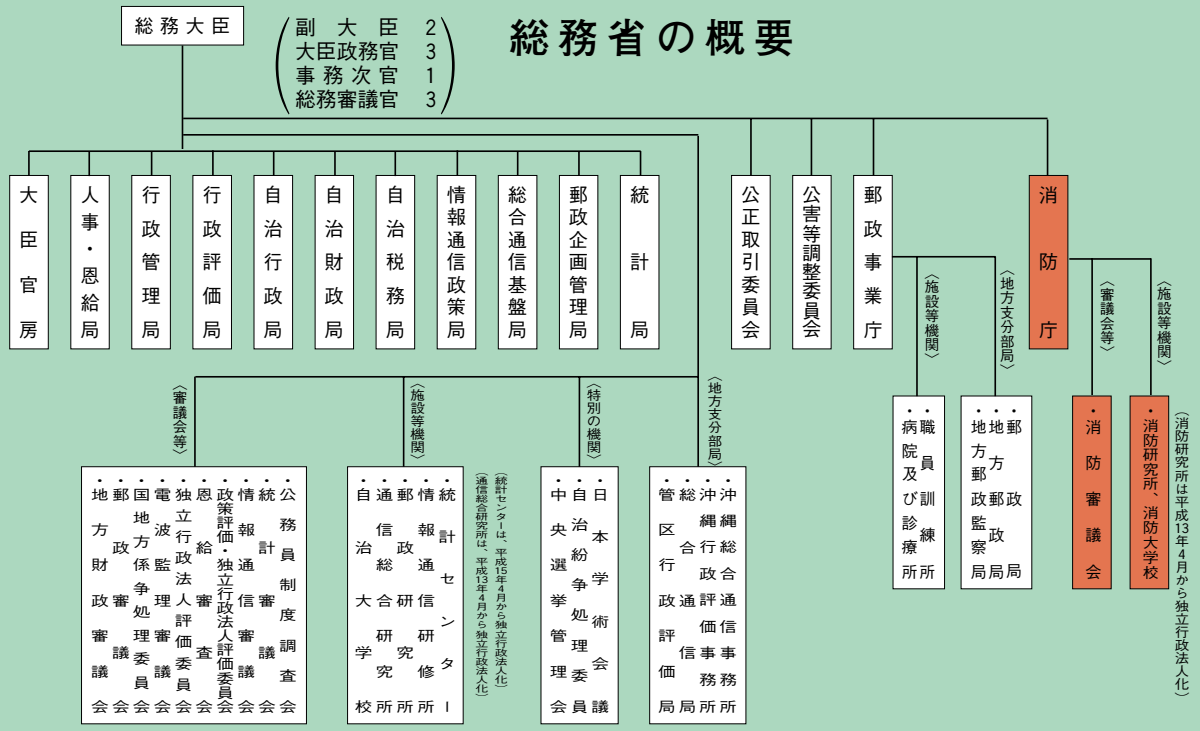 総務省の概要
総務大臣
副大臣 2
大臣政務官 3
事務次官 1
総務審議官 3
大臣官房
人事・恩給局
行政管理局
行政評価局
自治行政局
自治財政局
自治税務局
情報通信政策局
総合通信基盤局
郵政企画管理局
統計局
公正取引委員会
公害等調整委員会
郵政事業庁
消防庁
〈施設等機関〉
・職員訓練所
・病院及び診療所
〈地方支分部局〉
・郵政局
・地方郵政局
・地方郵政監察局
〈審議会等〉
・消防審議会
〈施設等機関〉
・消防研究所、消防大学校
(消防研究所は平成13年4月から独立行政法人化)
〈審議会等〉
・公務員制度調査会
・統計審議会
・情報通信審議会
・政策評価・独立行政法人評価委員会
・恩給審査会
・独立行政法人評価委員会
・電波監理審議会
・国地方係争処理委員会
・郵政審議会
・地方財政審議会
〈施設等機関〉
・統計センター
・情報通信研修所
・郵政研究所
・通信総合研究所
・自治大学校
(統計センターは、平成15年4月から独立行政法人化)
(通信総合研究所は、平成13年4月から独立行政法人化)
〈特別の機関〉
・日本学術会議
・自治紛争処理委員
・中央選挙管理会
〈地方支分部局〉
・沖縄総合通信事務所
・沖縄行政評価事務所
・総合通信局
・管区行政評価局